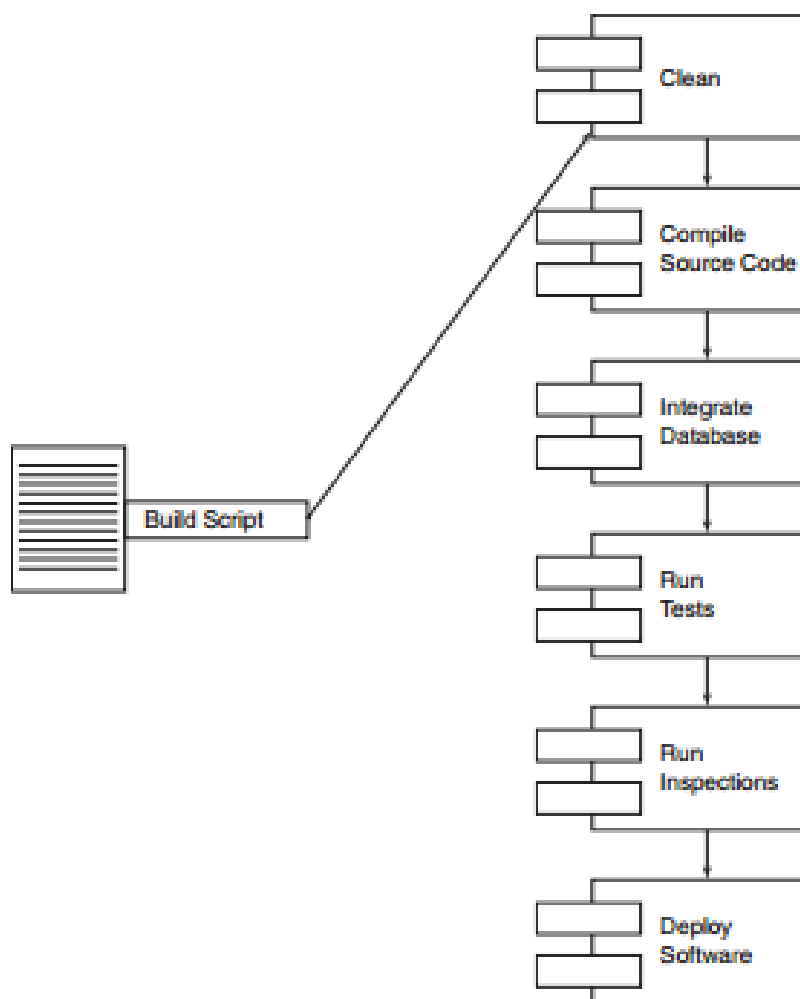 Clean
Compile
Source Code
Integrate
Database
Build Script
Run
Tests
Run
Inspections
Deploy
Software